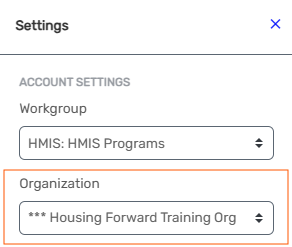 Settings
ACCOUNT SETTINGS
Workgroup
HMIS: HMIS Programs
Organization
*** Housing Forward Training Org